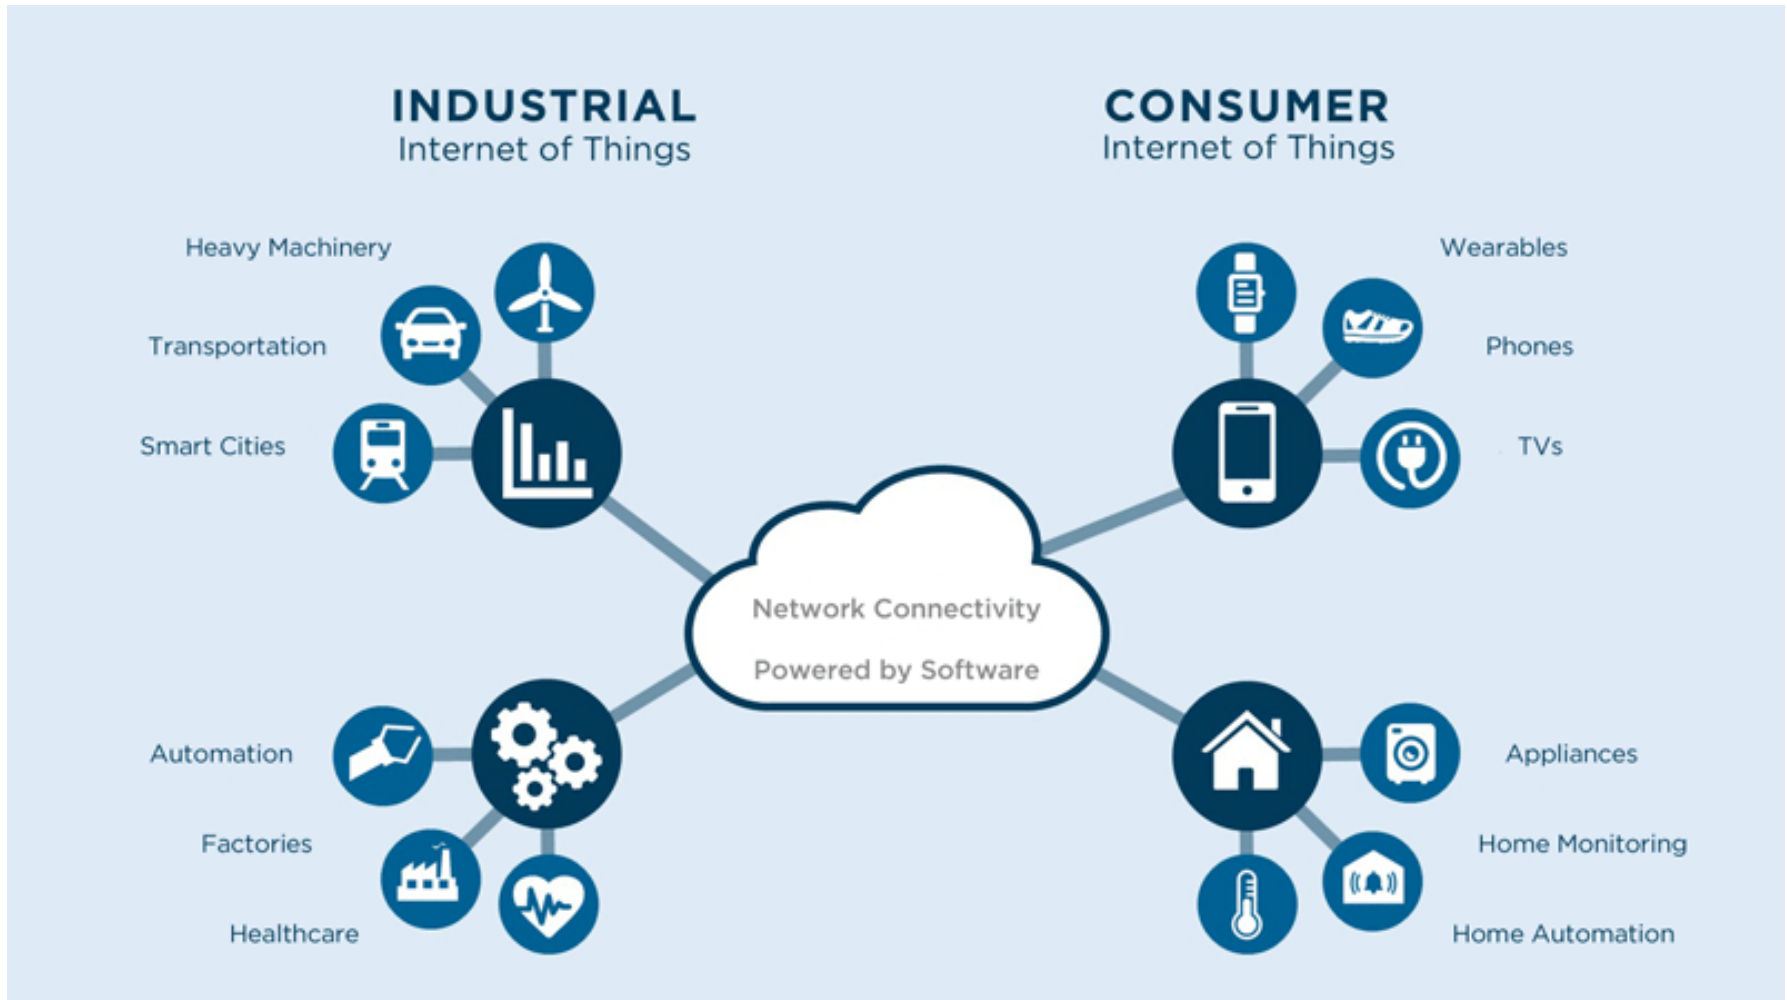 INDUSTRIAL
Internet of Things
CONSUMER
Internet of Things
Heavy Machinery
Transportation
Smart Cities
Wearables
Phones
TVs
Network Connectivity
Powered by Software
Automation
Factories
Healthcare
Appliances
Home Monitoring
Home Automation